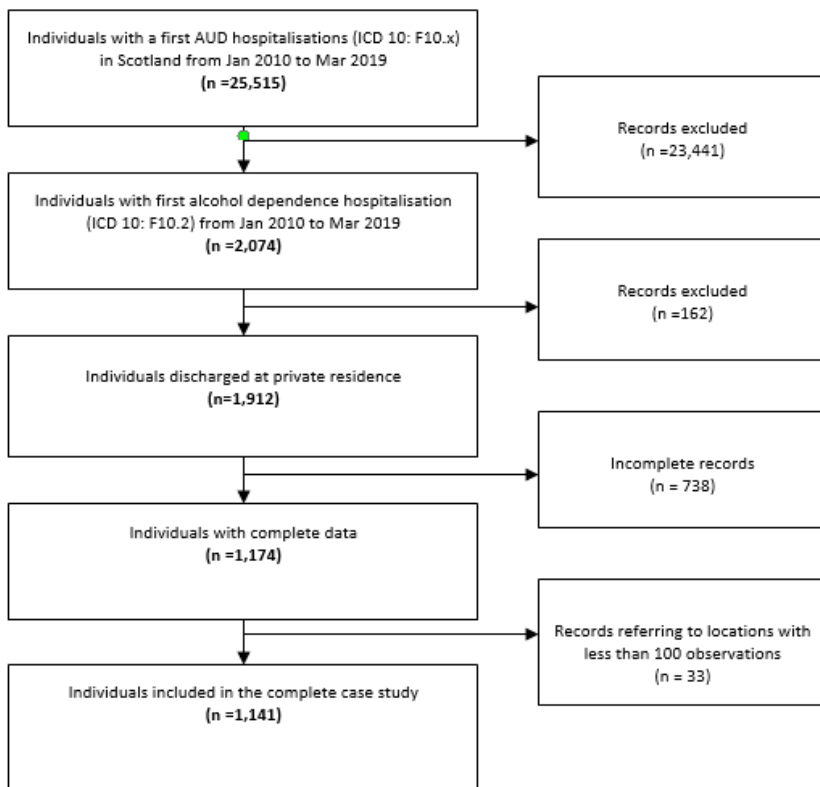 Individuals with a first AUD hospitalisations (ICD 10: F10.x)
in Scotland from Jan 2010 to Mar 2019
(n =25,515)
Records excluded
(n =23,441)
Individuals with first alcohol dependence hospitalisation
(ICD 10: F10.2) from Jan 2010 to Mar 2019
(n =2,074)
Records excluded
(n =162)
Individuals discharged at private residence
(n=1,912)
Incomplete records
(n = 738)
Individuals with complete data
(n =1,174)
Records referring to locations with
less than 100 observations
(n = 33)
Individuals included in the complete case study
(n =1,141)